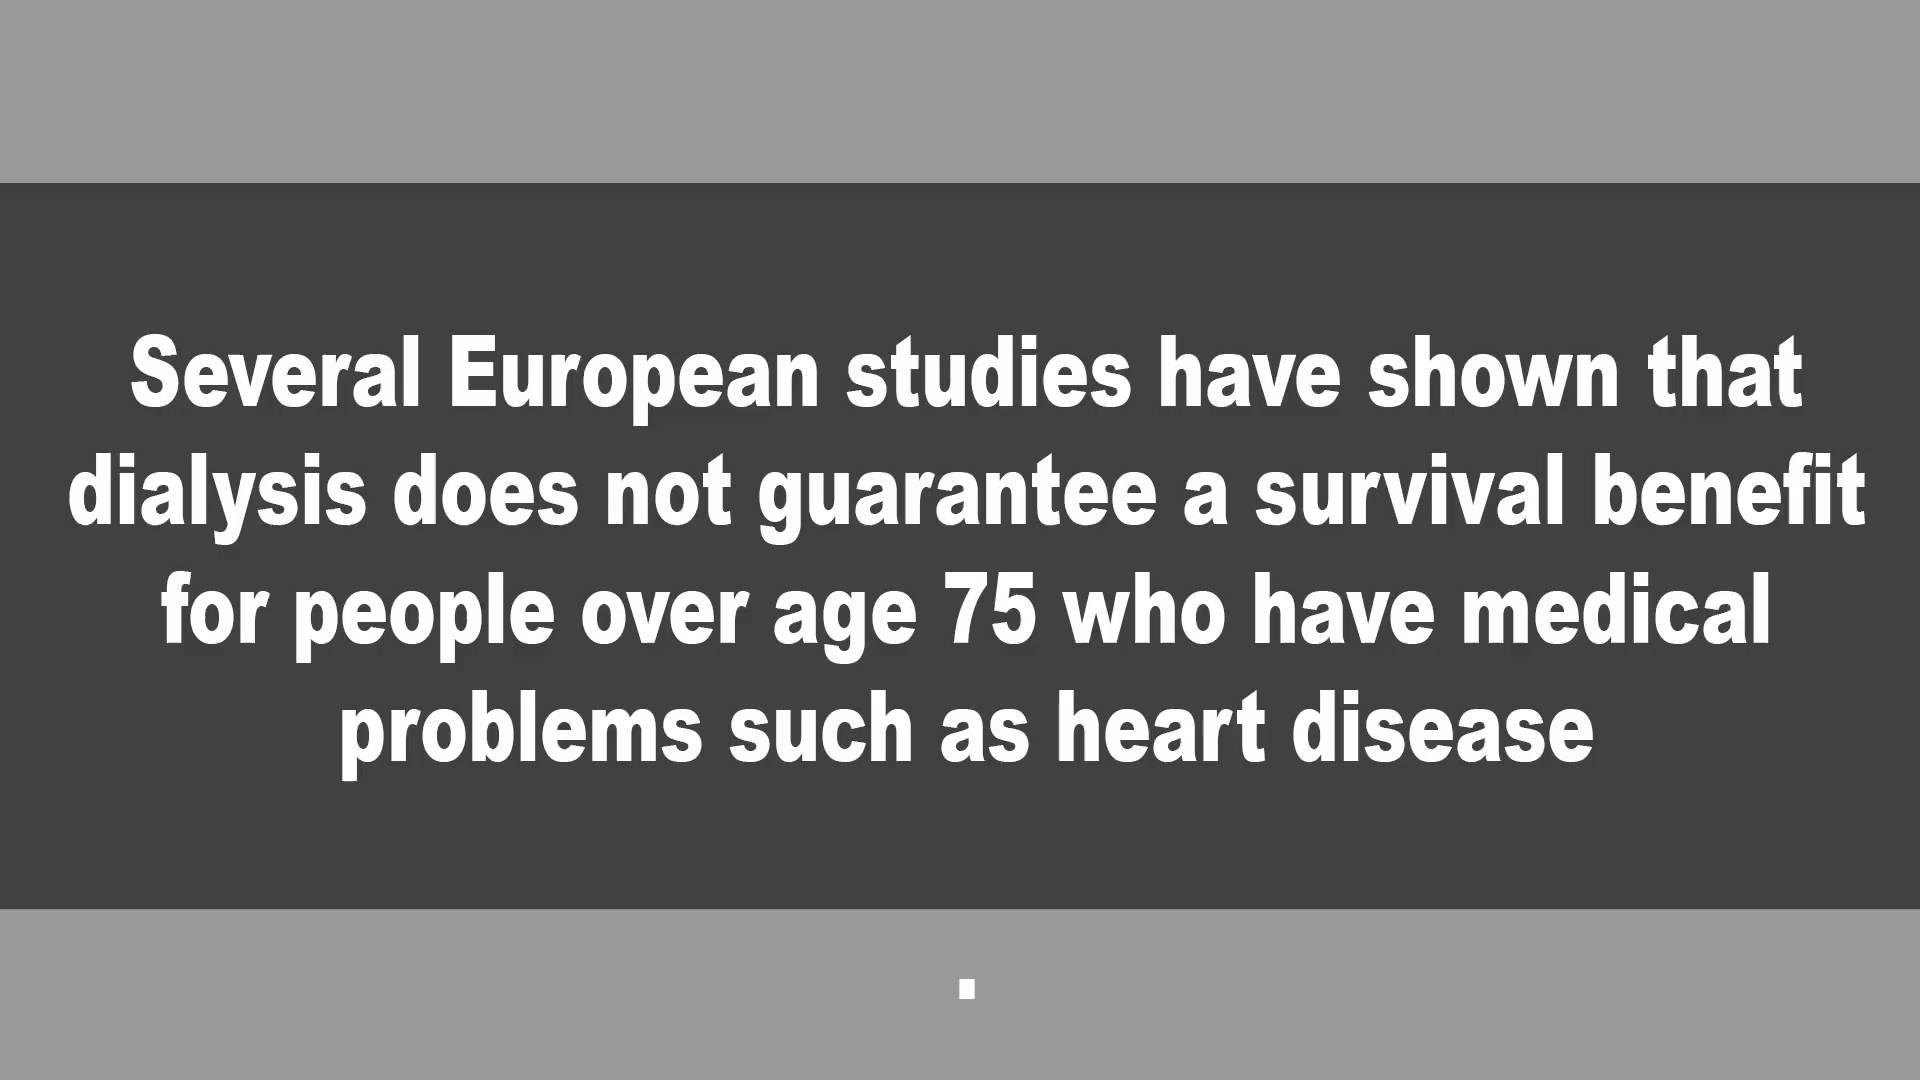 Several European studies have shown that
dialysis does not guarantee a survival benefit
for people over age 75 who have medical
problems such as heart disease
.